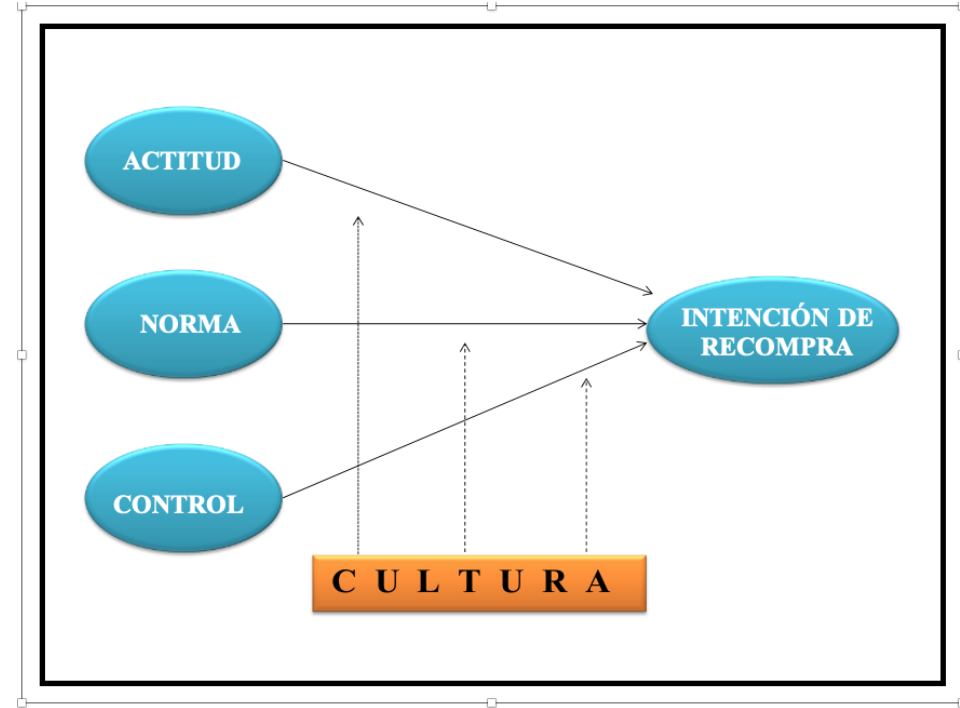 ACTITUD
NORMA
INTENCIÓN DE
RECOMPRA
CONTROL
C U L T U R A